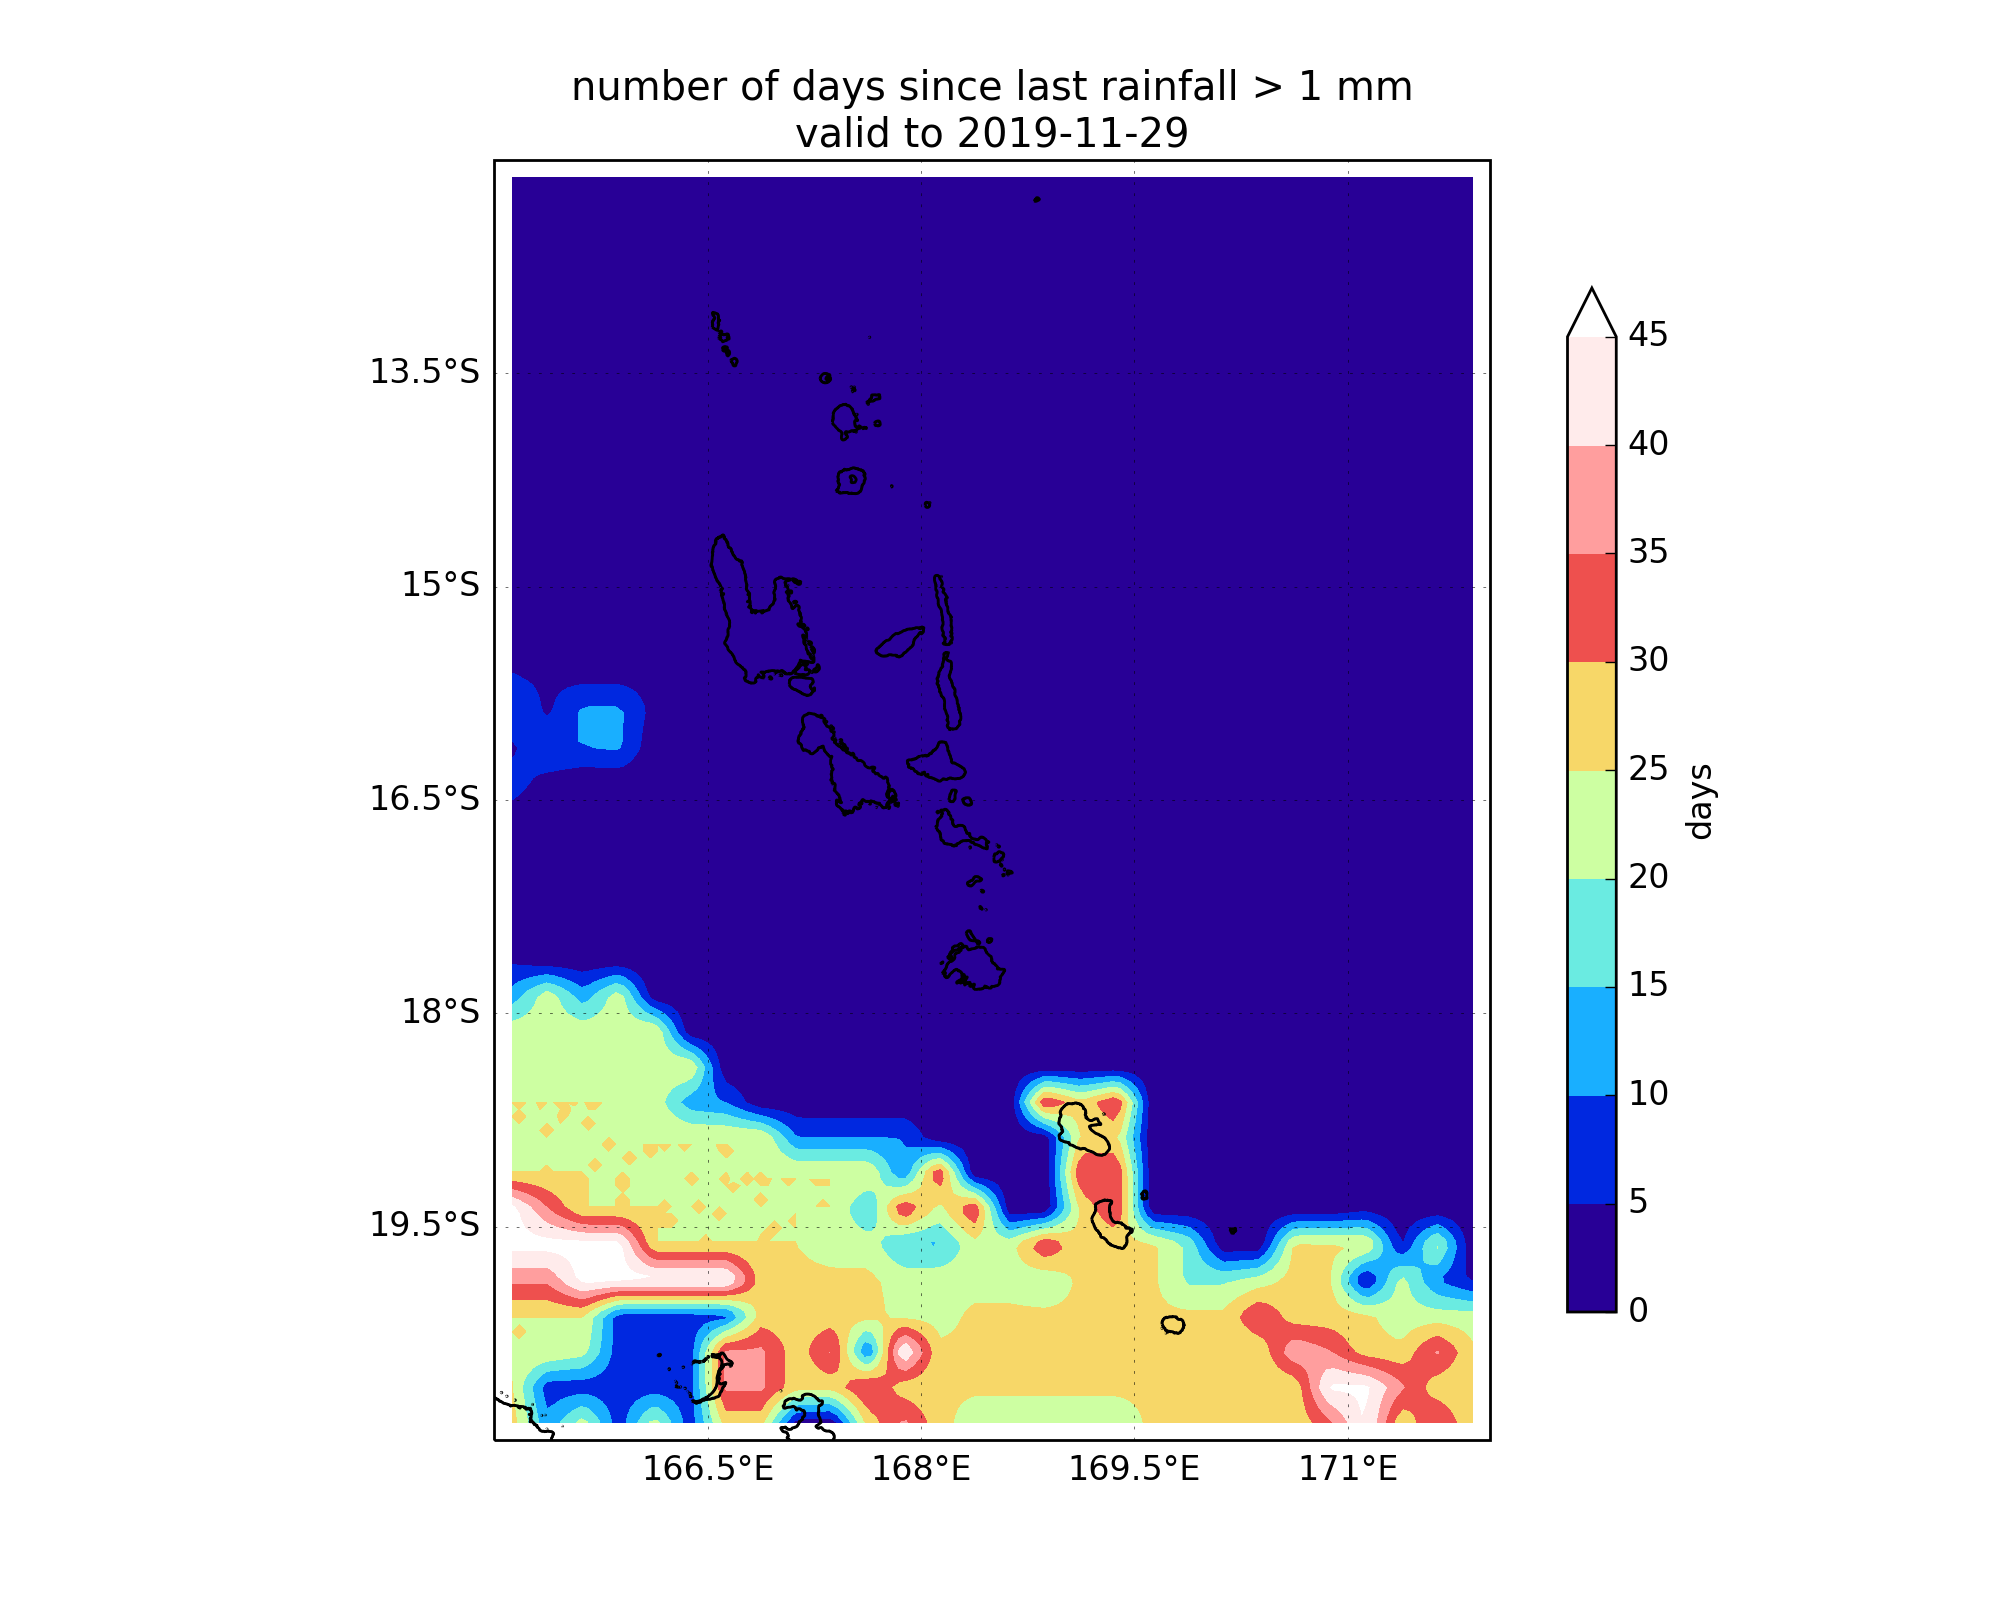 number of days since last rainfall > 1 mm
valid to 2019-11-29
13.5°S
15°S
16.5°S
18°S
19.5°S
166.5°E
168°E
169.5°E
171°E
45
40
35
30
25
20
15
10
5
0
days